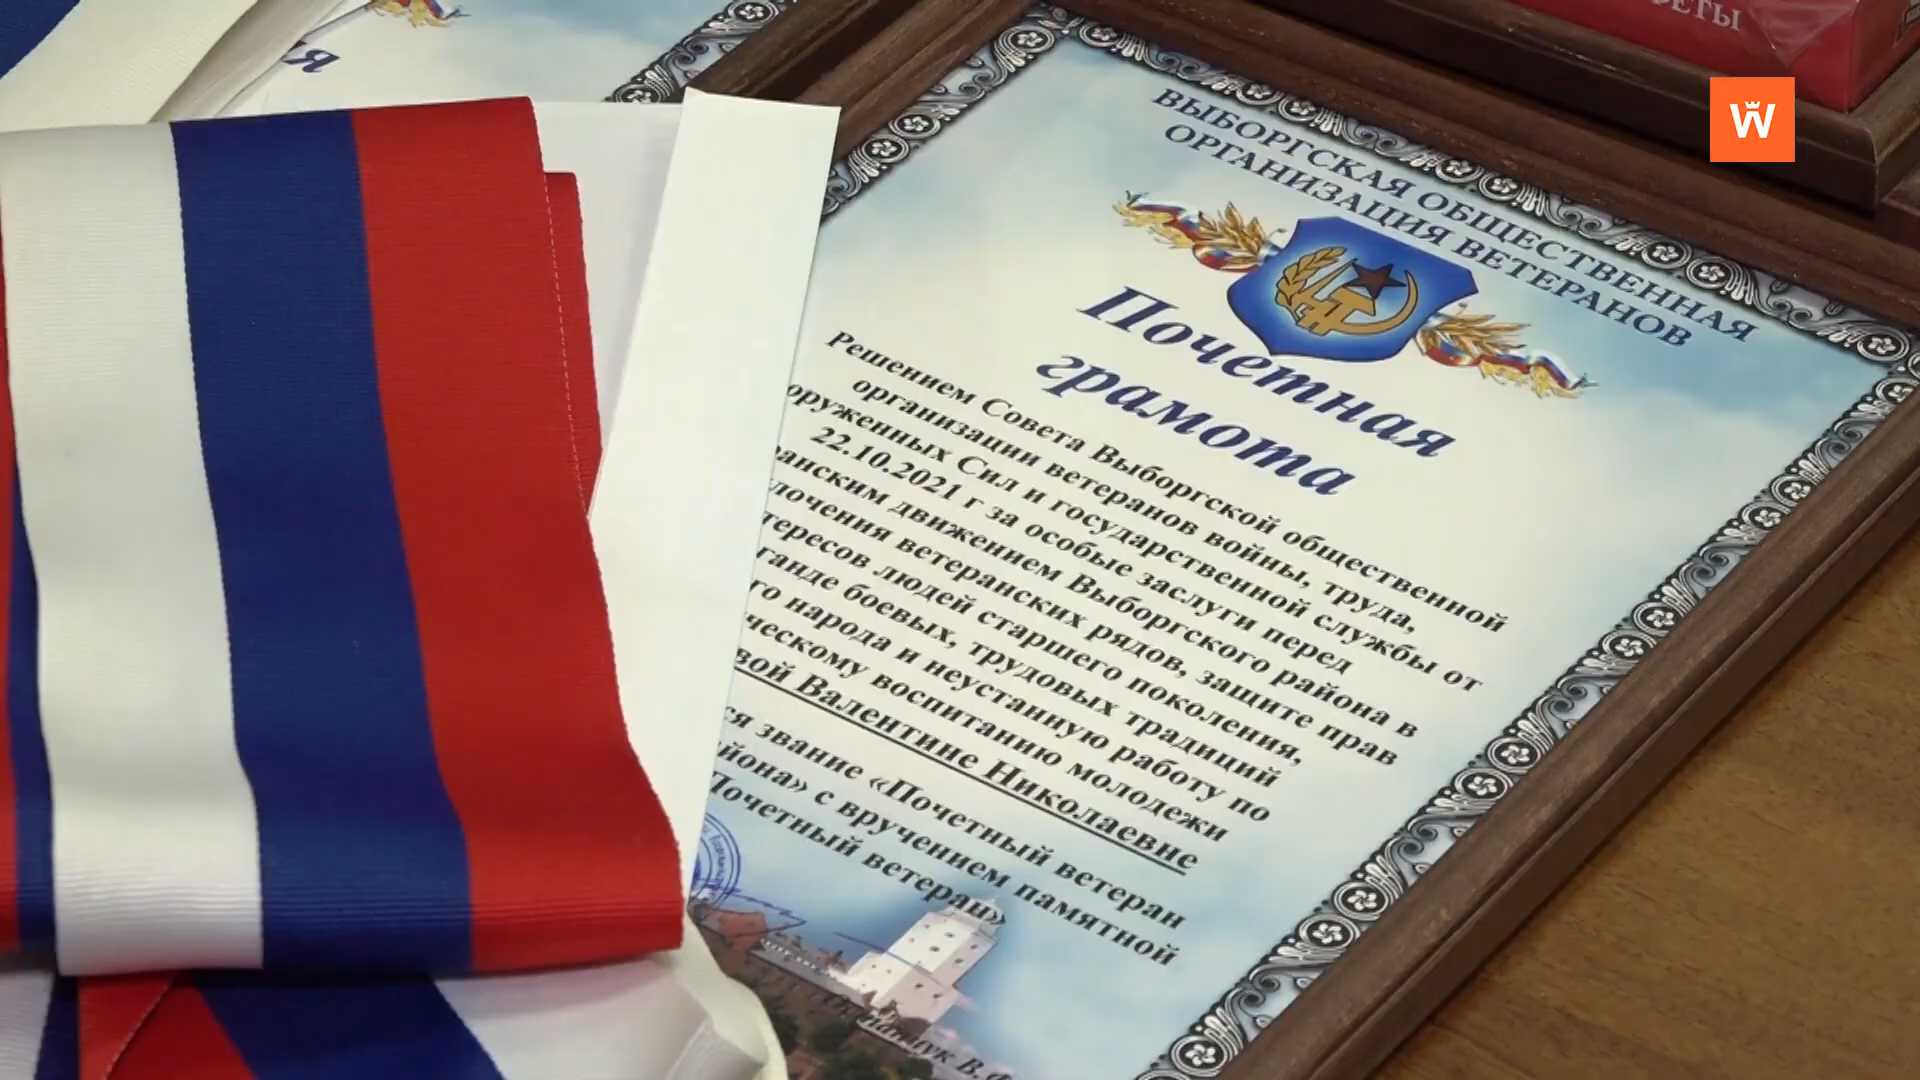 ВЫБОРГСКАЯ ОБЩЕСТВЕННАЯ
ОРГАНИЗАЦИЯ ВЕТЕРАНОВ
Почетная
грамота
Решением Совета Выборгской общественной
организации ветеранов войны, труда,
оруженных Сил и государственной службы от
22.10.2021 г за особые заслуги перед
ранским движением Выборгского района в
лочения ветеранских рядов, защите прав
тересов людей старшего поколения,
ганде боевых, трудовых традиций
го народа и неустанную работу по
ческому воспитанию молодежи
вой Валентине Николаевне
ся звание «Почетный ветеран
йона» с вручением памятной
Почетный ветеран»
W